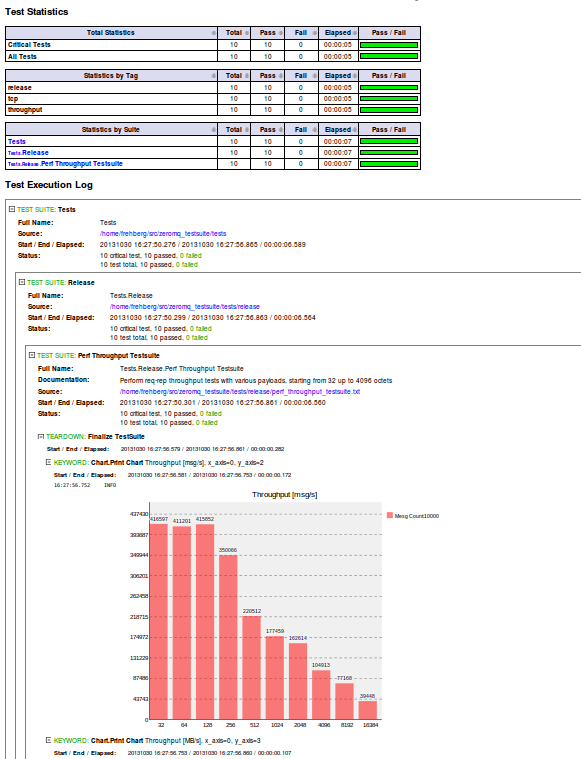 Test Statistics
Total Statistics Total Pass Fail Elapsed Pass / Fail
Critical Tests 10 10 0 00:00:05
All Tests 10 10 0 00:00:05
Statistics by Tag Total Pass Fail Elapsed Pass / Fail
release 10 10 0 00:00:05
tcp 10 10 0 00:00:05
throughput 10 10 0 00:00:05
Statistics by Suite Total Pass Fail Elapsed Pass / Fail
Tests 10 10 0 00:00:07
Tests.Release 10 10 0 00:00:07
Tests.Release.Perf Throughput Testsuite 10 10 0 00:00:07
Test Execution Log
TEST SUITE: Tests
Full Name: Tests
Source: /home/frehberg/src/zeromq_testsuite/tests
Start / End / Elapsed: 20131030 16:27:50.276 / 20131030 16:27:56.865 / 00:00:06.589
Status: 10 critical test, 10 passed, 0 failed
10 test total, 10 passed, 0 failed
TEST SUITE: Release
Full Name: Tests.Release
Source: /home/frehberg/src/zeromq_testsuite/tests/release
Start / End / Elapsed: 20131030 16:27:50.299 / 20131030 16:27:56.863 / 00:00:06.564
Status: 10 critical test, 10 passed, 0 failed
10 test total, 10 passed, 0 failed
TEST SUITE: Perf Throughput Testsuite
Full Name: Tests.Release.Perf Throughput Testsuite
Documentation: Perform req-rep throughput tests with various payloads, starting from 32 up to 4096 octets
Source: /home/frehberg/src/zeromq_testsuite/tests/release/perf_throughput_testsuite.txt
Start / End / Elapsed: 20131030 16:27:50.301 / 20131030 16:27:56.861 / 00:00:06.560
Status: 10 critical test, 10 passed, 0 failed
10 test total, 10 passed, 0 failed
TEARDOWN: Finalize TestSuite
Start / End / Elapsed: 20131030 16:27:56.579 / 20131030 16:27:56.861 / 00:00:00.282
KEYWORD: Chart.Print Chart Throughput [msg/s], x_axis=0, y_axis=2
Start / End / Elapsed: 20131030 16:27:56.581 / 20131030 16:27:56.753 / 00:00:00.172
16:27:56.752 INFO
Throughput [msg/s]
437430
393687
349944
306201
262458
218715
174972
131229
87486
43743
0
416597 411201 415852 350066 220512 177459 162614 104913 77168 39448
Mesg Count10000
32 64 128 256 512 1024 2048 4096 8192 16384
KEYWORD: Chart.Print Chart Throughput [MB/s], x_axis=0, y_axis=3
Start / End / Elapsed: 20131030 16:27:56.753 / 20131030 16:27:56.860 / 00:00:00.107